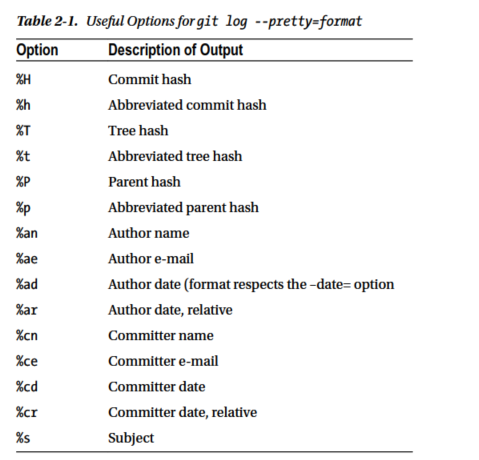 Table 2-1. Useful Options for git log --pretty=format
Option Description of Output
%H Commit hash
%h Abbreviated commit hash
%T Tree hash
%t Abbreviated tree hash
%P Parent hash
%p Abbreviated parent hash
%an Author name
%ae Author e-mail
%ad Author date (format respects the –date= option
%ar Author date, relative
%cn Committer name
%ce Committer e-mail
%cd Committer date
%cr Committer date, relative
%s Subject